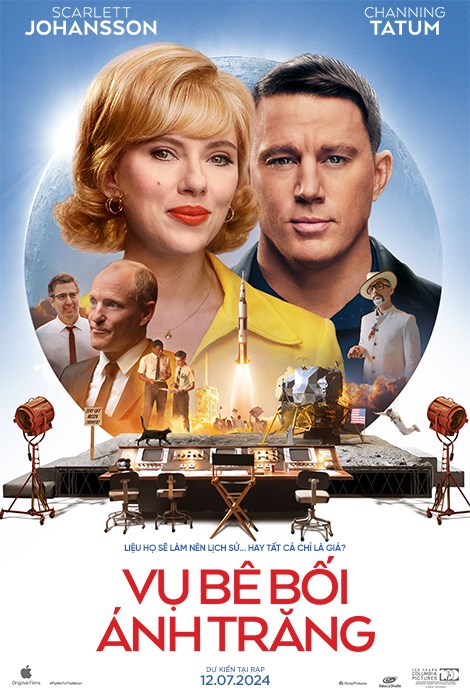 SCARLETT
JOHANSSON
CHANNING
TATUM
LIỆU HỌ SẼ LÀM NÊN LỊCH SỬ... HAY TẤT CẢ CHỈ LÀ GIẢ?
VỤ BÊ BỐI
ÁNH TRĂNG
DỰ KIẾN TẠI RẠP
12.07.2024
Original Films
#FlyMeToTheMoon
COLUMBIA
PICTURES